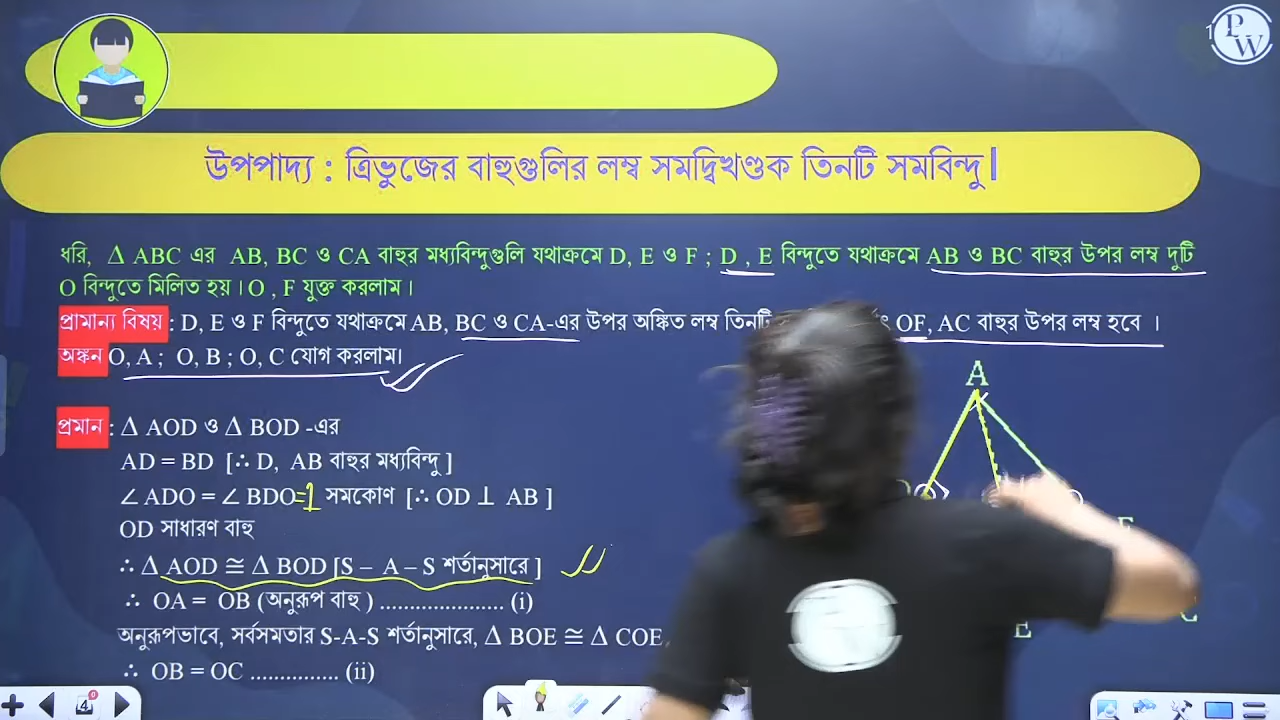 PW
উপপাদ্য : ত্রিভুজের বাহুগুলির লম্ব সমদ্বিখণ্ডক তিনটি সমবিন্দু।
ধরি, Δ ABC এর AB, BC ও CA বাহুর মধ্যবিন্দুগুলি যথাক্রমে D, E ও F ; D , E বিন্দুতে যথাক্রমে AB ও BC বাহুর উপর লম্ব দুটি
O বিন্দুতে মিলিত হয়। O , F যুক্ত করলাম।
প্রামান্য বিষয় : D, E ও F বিন্দুতে যথাক্রমে AB, BC ও CA-এর উপর অঙ্কিত লম্ব তিনটি OF, AC বাহুর উপর লম্ব হবে ।
অঙ্কন O, A ; O, B ; O, C যোগ করলাম।
A
প্রমান : Δ AOD ও Δ BOD -এর
AD = BD [∴ D, AB বাহুর মধ্যবিন্দু ]
∠ ADO = ∠ BDO=1 সমকোণ [∴ OD ⊥ AB ]
OD সাধারণ বাহু
∴ Δ AOD ≅ Δ BOD [S – A – S শর্তানুসারে ]
∴ OA = OB (অনুরূপ বাহু ) ...................... (i)
অনুরূপভাবে, সর্বসমতার S-A-S শর্তানুসারে, Δ BOE ≅ Δ COE
E
C
∴ OB = OC ............... (ii)
4